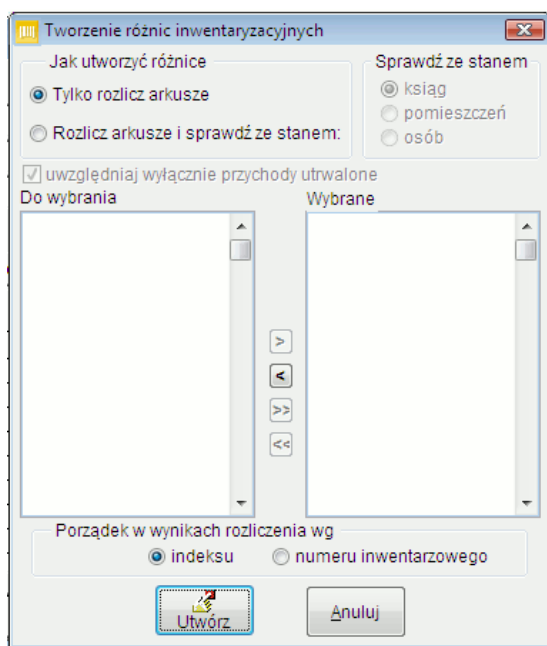 Tworzenie różnic inwentaryzacyjnych
Jak utworzyć różnice
Tylko rozlicz arkusze
Rozlicz arkusze i sprawdź ze stanem:
Sprawdź ze stanem
ksiąg
pomieszczeń
osób
uwzględniaj wyłącznie przychody utrwalone
Do wybrania
Wybrane
>
<
>>
<<
Porządek w wynikach rozliczenia wg
indeksu
numeru inwentarzowego
Utwórz
Anuluj